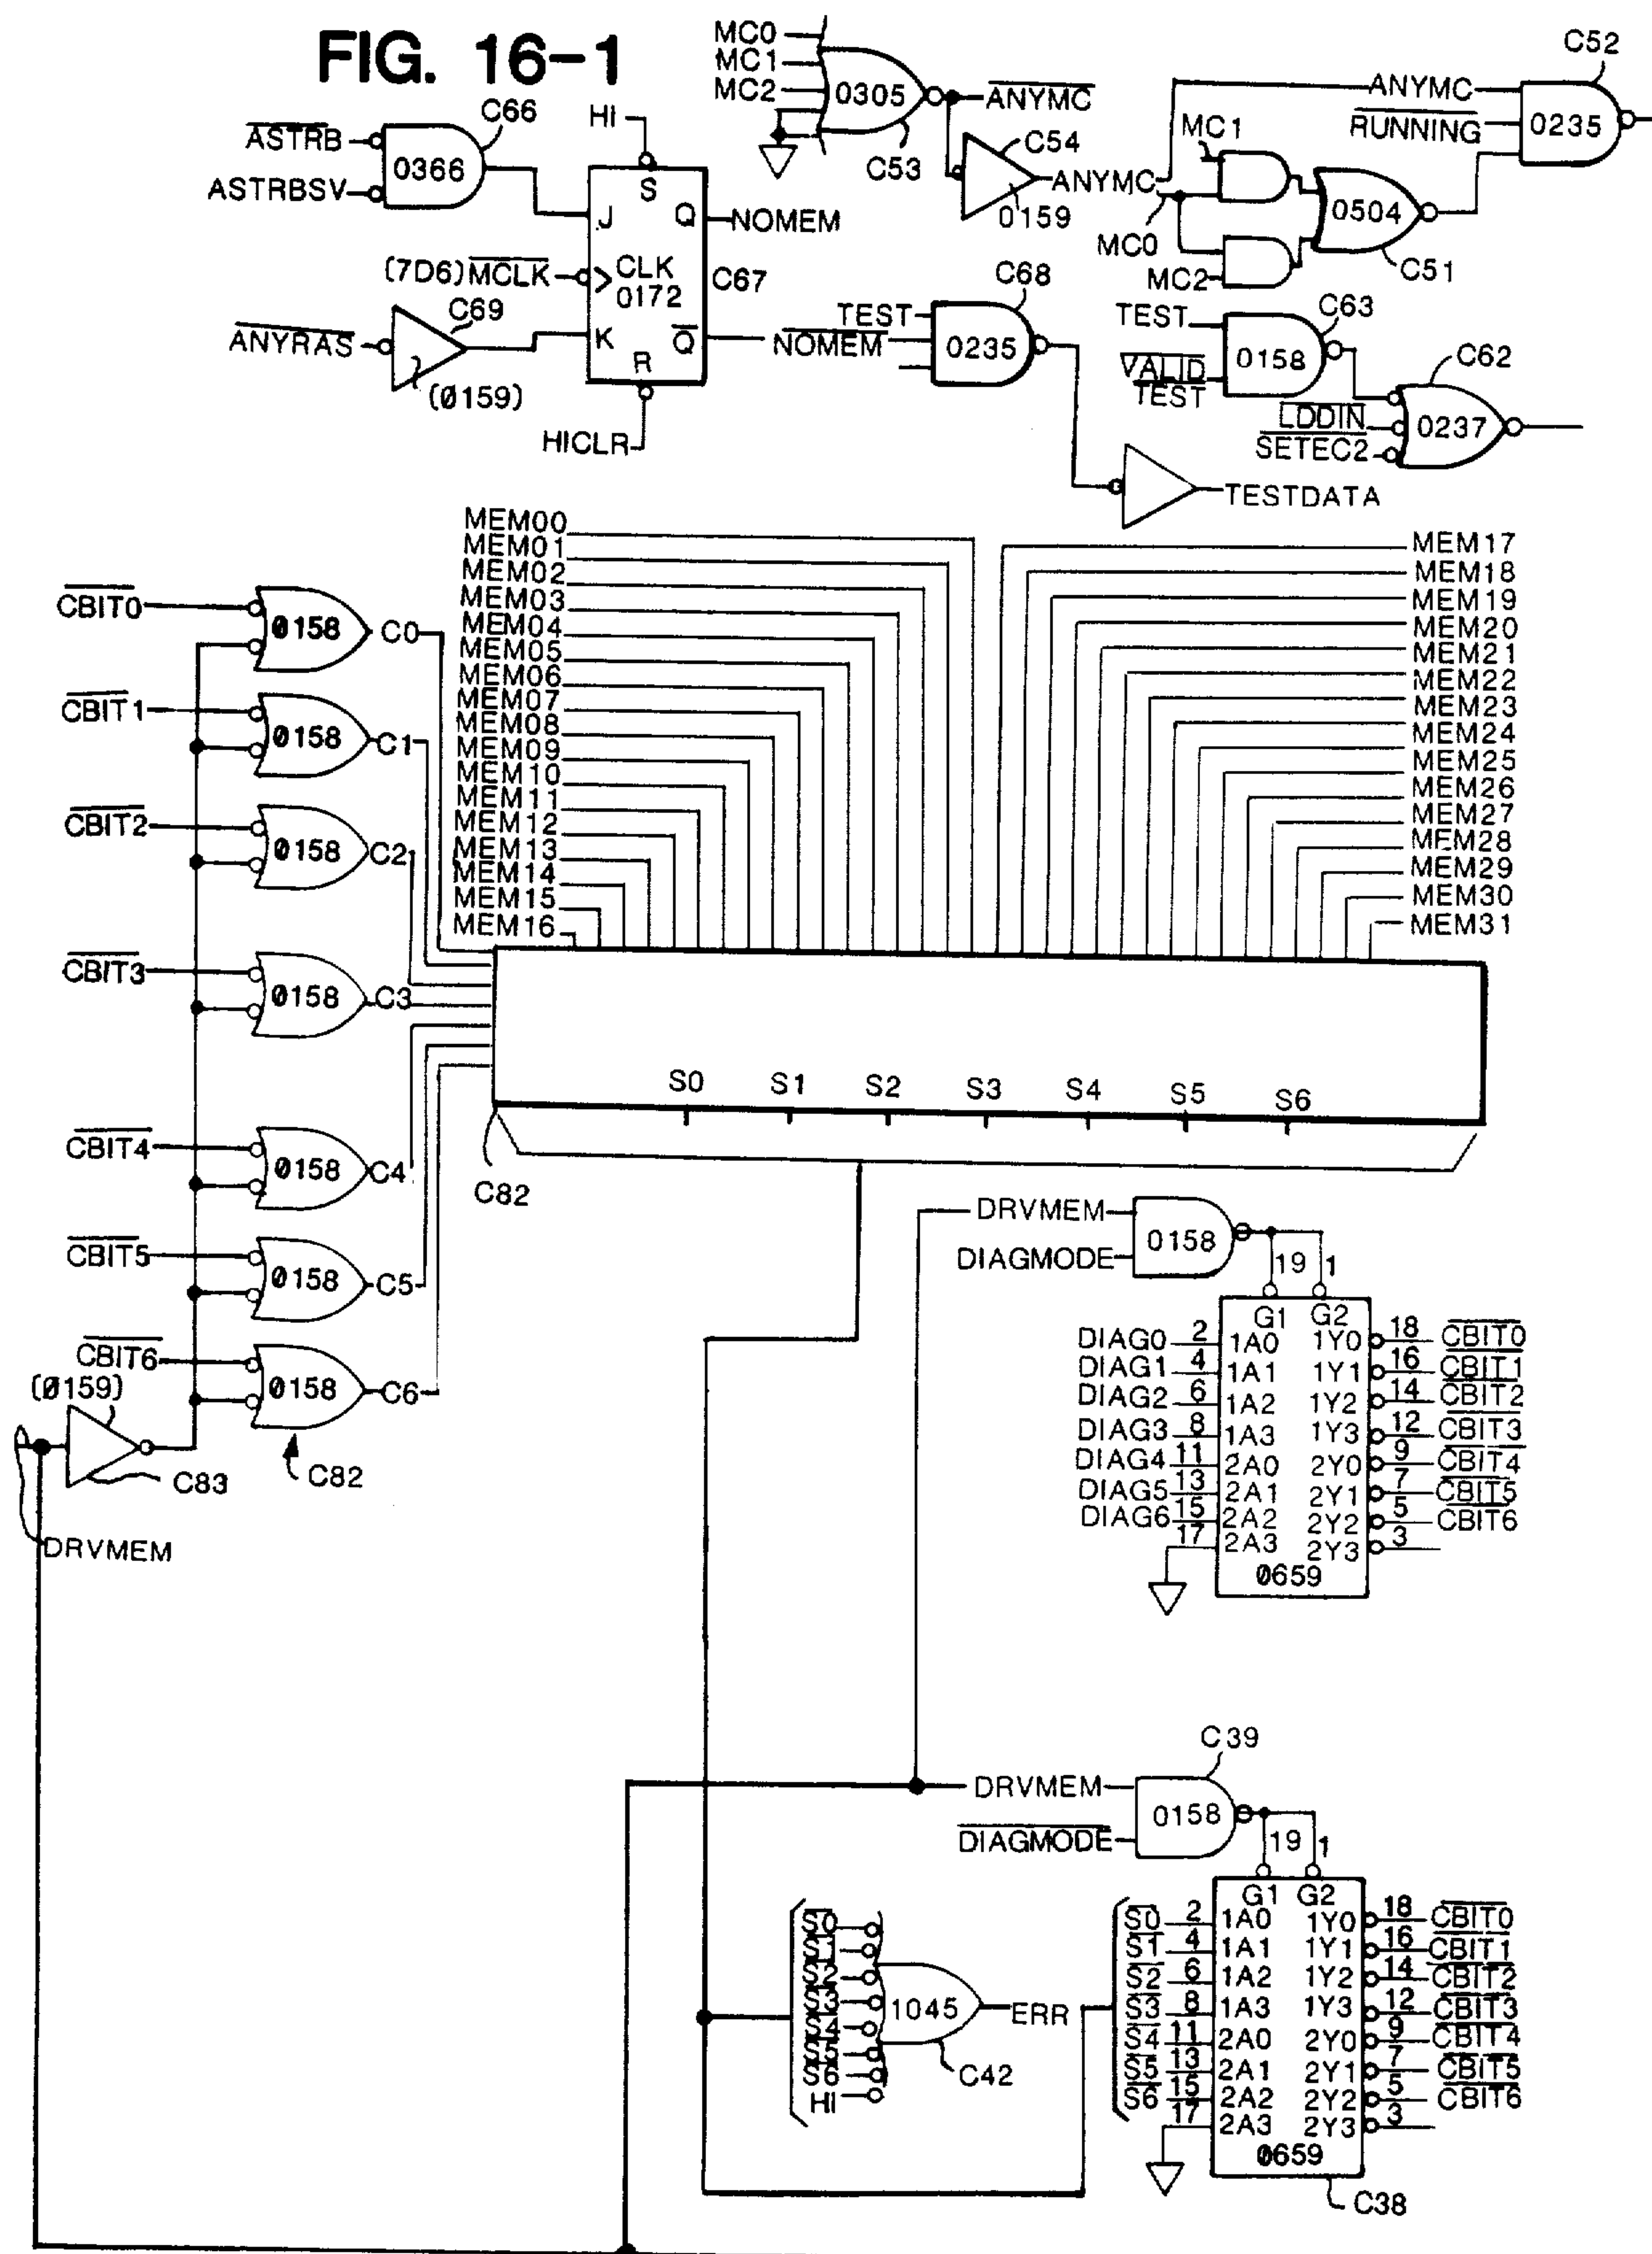 FIG. 16-1
MC0
MC1
MC2
0305
ANYMC
C53
C54
0159
ANYMC
C52
ANYMC
RUNNING
0235
MC1
MC0
MC2
0504
C51
ASTRB
ASTRBSV
0366
C66
HI
S
J
Q
NOMEM
(7D6) MCLK
CLK
0172
C67
C69
ANYRAS
(0159)
K
Q
R
HICLR
C68
TEST
NOMEM
0235
TESTDATA
TEST
VALID
TEST
0158
C63
C62
LDDIN
SETEC2
0237
MEM00
MEM01
MEM02
MEM03
MEM04
MEM05
MEM06
MEM07
MEM08
MEM09
MEM10
MEM11
MEM12
MEM13
MEM14
MEM15
MEM16
MEM17
MEM18
MEM19
MEM20
MEM21
MEM22
MEM23
MEM24
MEM25
MEM26
MEM27
MEM28
MEM29
MEM30
MEM31
CBIT0 0158 C0
CBIT1 0158 C1
CBIT2 0158 C2
CBIT3 0158 C3
CBIT4 0158 C4
CBIT5 0158 C5
CBIT6 0158 C6
(0159)
C83
C82
DRVMEM
S0 S1 S2 S3 S4 S5 S6
C82
DRVMEM
DIAGMODE
0158
19 1
G1 G2
DIAG0 2 1A0 1Y0 18 CBIT0
DIAG1 4 1A1 1Y1 16 CBIT1
DIAG2 6 1A2 1Y2 14 CBIT2
DIAG3 8 1A3 1Y3 12 CBIT3
DIAG4 11 2A0 2Y0 9 CBIT4
DIAG5 13 2A1 2Y1 7 CBIT5
DIAG6 15 2A2 2Y2 5 CBIT6
17 2A3 2Y3 3
0659
C39
DRVMEM
DIAGMODE
0158
19 1
G1 G2
S0
S1
S2
S3
S4
S5
S6
HI
1045
ERR
C42
S0 2 1A0 1Y0 18 CBIT0
S1 4 1A1 1Y1 16 CBIT1
S2 6 1A2 1Y2 14 CBIT2
S3 8 1A3 1Y3 12 CBIT3
S4 11 2A0 2Y0 9 CBIT4
S5 13 2A1 2Y1 7 CBIT5
S6 15 2A2 2Y2 5 CBIT6
17 2A3 2Y3 3
0659
C38